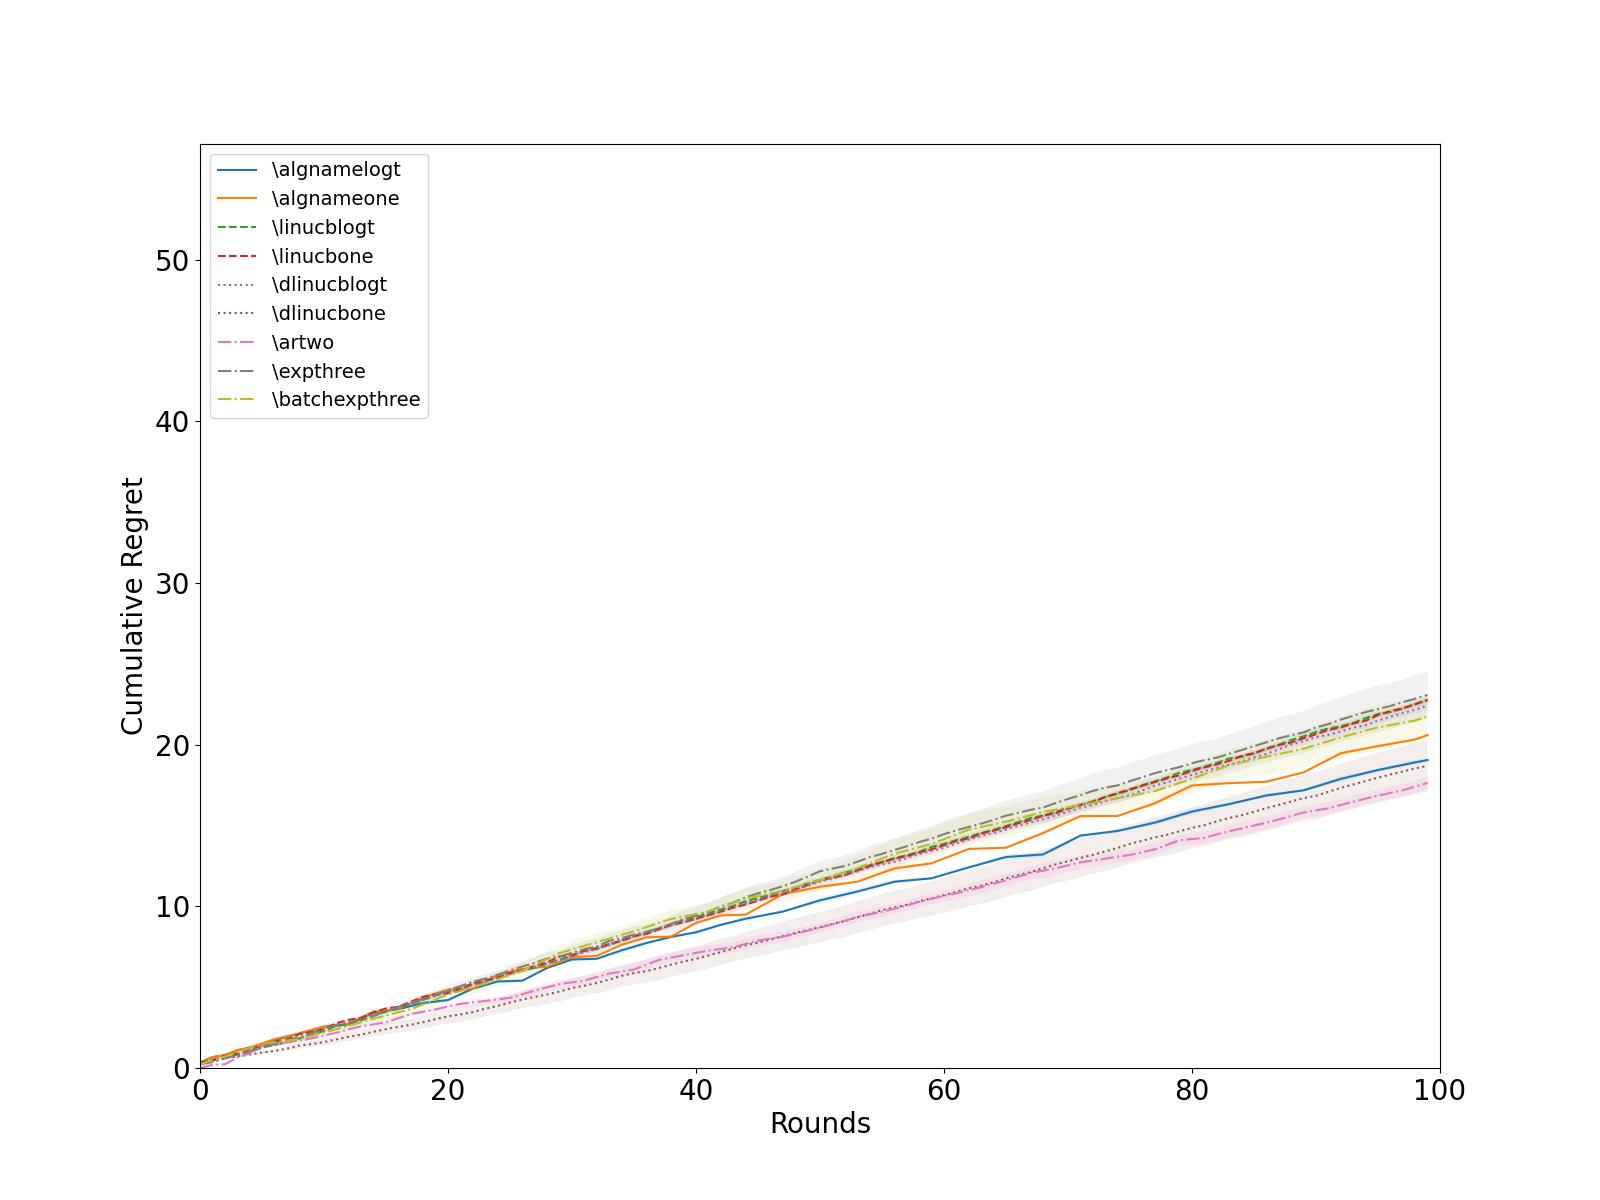 \algnamelogt
\algnameone
\linucblogt
\linucbone
\dlinucblogt
\dlinucbone
\artwo
\expthree
\batchexpthree
50
40
30
20
10
0
Cumulative Regret
0 20 40 60 80 100
Rounds